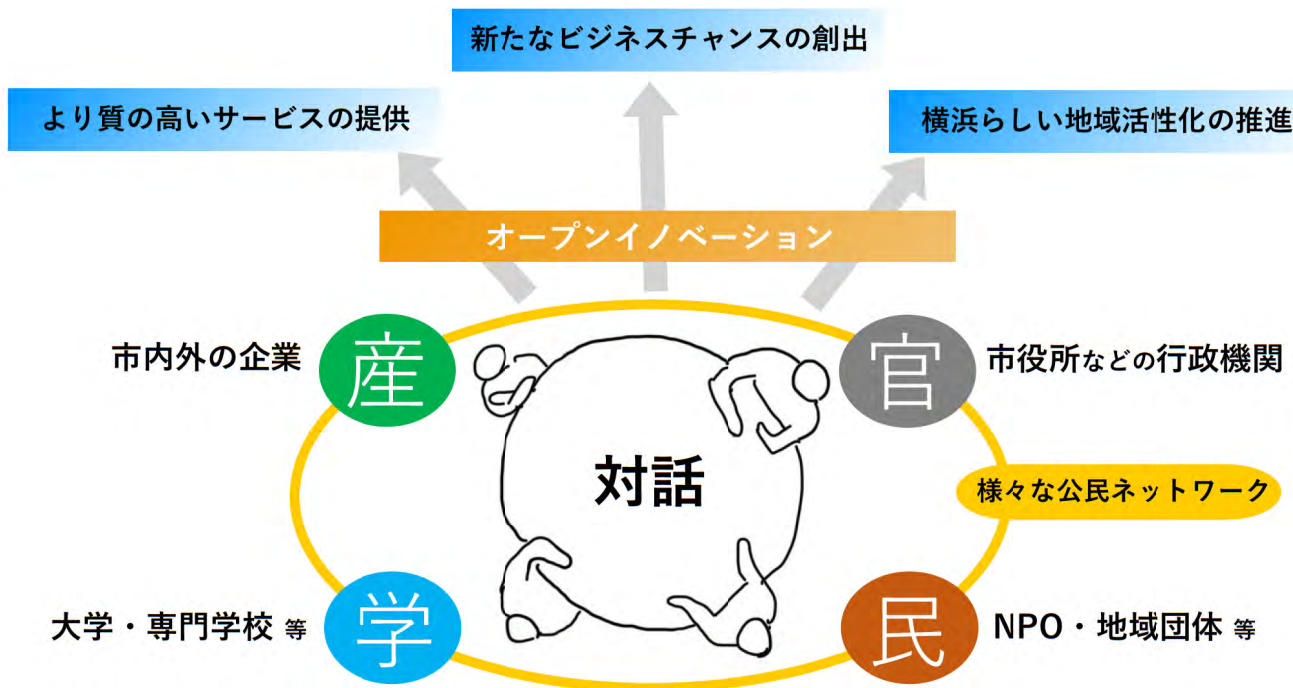 新たなビジネスチャンスの創出
より質の高いサービスの提供
横浜らしい地域活性化の推進
オープンイノベーション
市内外の企業
産
官
市役所などの行政機関
対話
様々な公民ネットワーク
大学・専門学校 等
学
民
NPO・地域団体 等